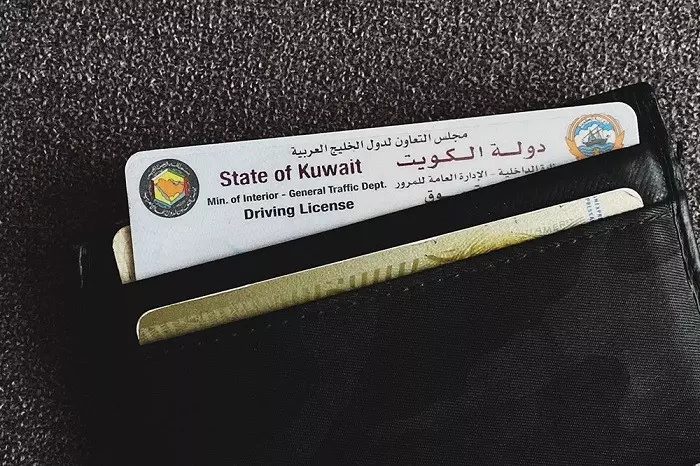 مجلس التعاون لدول الخليج العربية
State of Kuwait
دولة الكويت
Min. of Interior - General Traffic Dept.
الداخلية - الإدارة العامة للمرور
Driving License